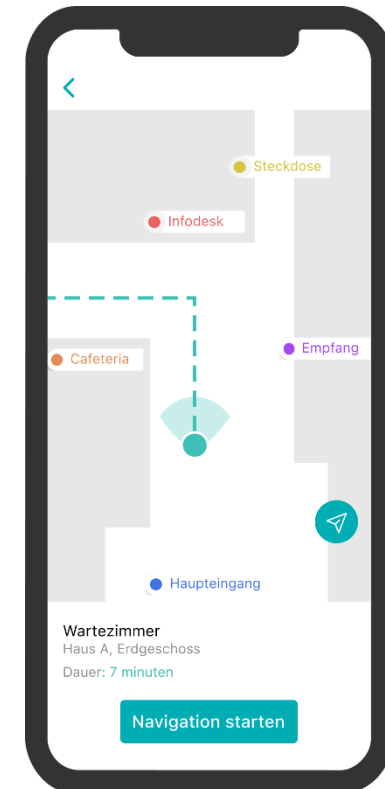 Steckdose
Infodesk
Empfang
Cafeteria
Haupteingang
Wartezimmer
Haus A, Erdgeschoss
Dauer: 7 minuten
Navigation starten